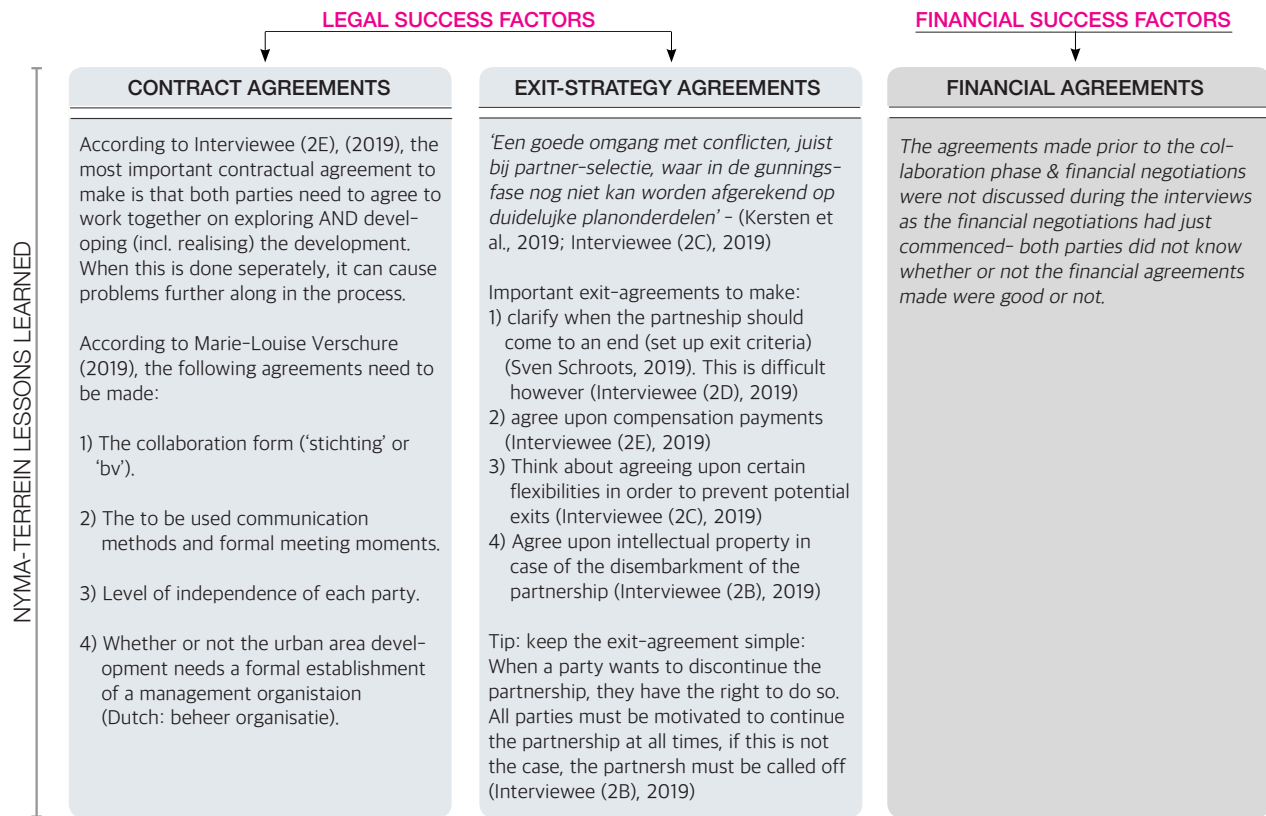 LEGAL SUCCESS FACTORS
FINANCIAL SUCCESS FACTORS
NYMA-TERREIN LESSONS LEARNED
CONTRACT AGREEMENTS
According to Interviewee (2E), (2019), the
most important contractual agreement to
make is that both parties need to agree to
work together on exploring AND devel-
oping (incl. realising) the development.
When this is done seperately, it can cause
problems further along in the process.
According to Marie-Louise Verschure
(2019), the following agreements need to
be made:
1) The collaboration form (‘stichting’ or
‘bv’).
2) The to be used communication
methods and formal meeting moments.
3) Level of independence of each party.
4) Whether or not the urban area devel-
opment needs a formal establishment
of a management organistaion
(Dutch: beheer organisatie).
EXIT-STRATEGY AGREEMENTS
‘Een goede omgang met conflicten, juist
bij partner-selectie, waar in de gunnings-
fase nog niet kan worden afgerekend op
duidelijke planonderdelen’ - (Kersten et
al., 2019; Interviewee (2C), 2019)
Important exit-agreements to make:
1) clarify when the partneship should
come to an end (set up exit criteria)
(Sven Schroots, 2019). This is difficult
however (Interviewee (2D), 2019)
2) agree upon compensation payments
(Interviewee (2E), 2019)
3) Think about agreeing upon certain
flexibilities in order to prevent potential
exits (Interviewee (2C), 2019)
4) Agree upon intellectual property in
case of the disembarkment of the
partnership (Interviewee (2B), 2019)
Tip: keep the exit-agreement simple:
When a party wants to discontinue the
partnership, they have the right to do so.
All parties must be motivated to continue
the partnership at all times, if this is not
the case, the partnersh must be called off
(Interviewee (2B), 2019)
FINANCIAL AGREEMENTS
The agreements made prior to the col-
laboration phase & financial negotiations
were not discussed during the interviews
as the financial negotiations had just
commenced- both parties did not know
whether or not the financial agreements
made were good or not.